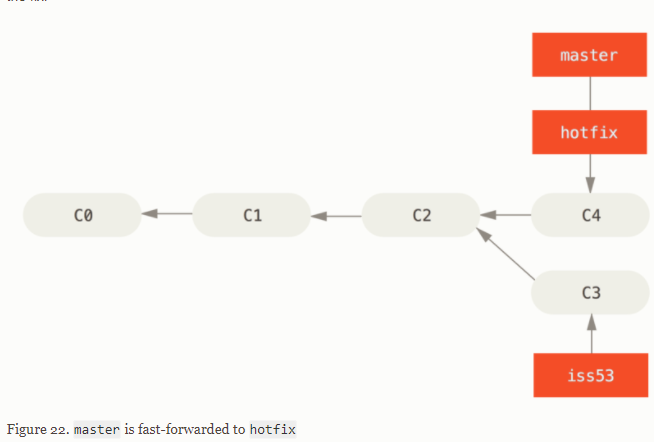 master
hotfix
C0 C1 C2 C4
C3
iss53
Figure 22. master is fast-forwarded to hotfix